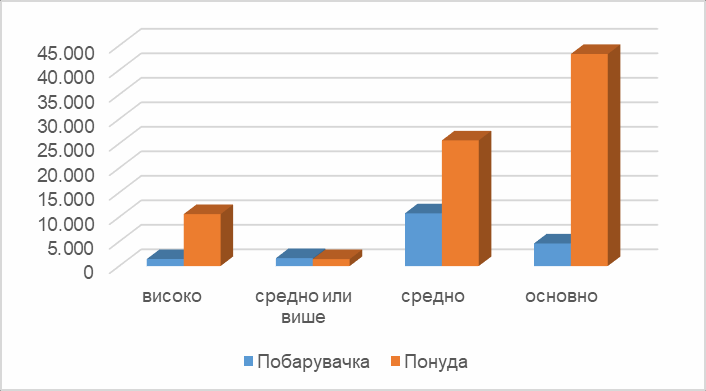 45.000
40.000
35.000
30.000
25.000
20.000
15.000
10.000
5.000
0
високо
средно или
више
средно
основно
Побарувачка
Понуда